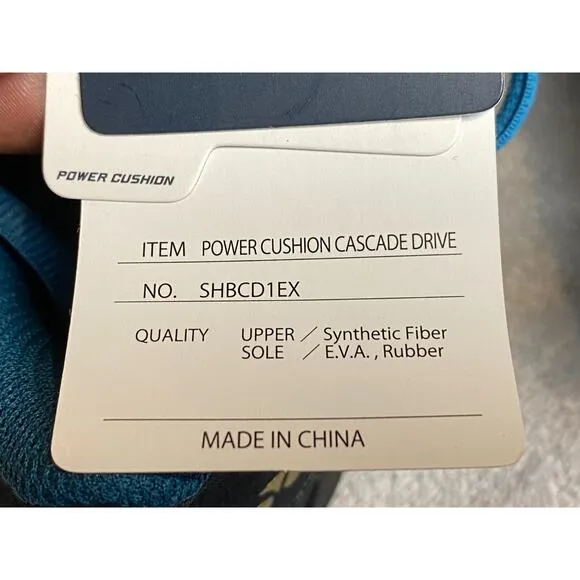 POWER CUSHION
ITEM POWER CUSHION CASCADE DRIVE
NO. SHBCD1EX
QUALITY UPPER / Synthetic Fiber
SOLE / E.V.A. , Rubber
MADE IN CHINA